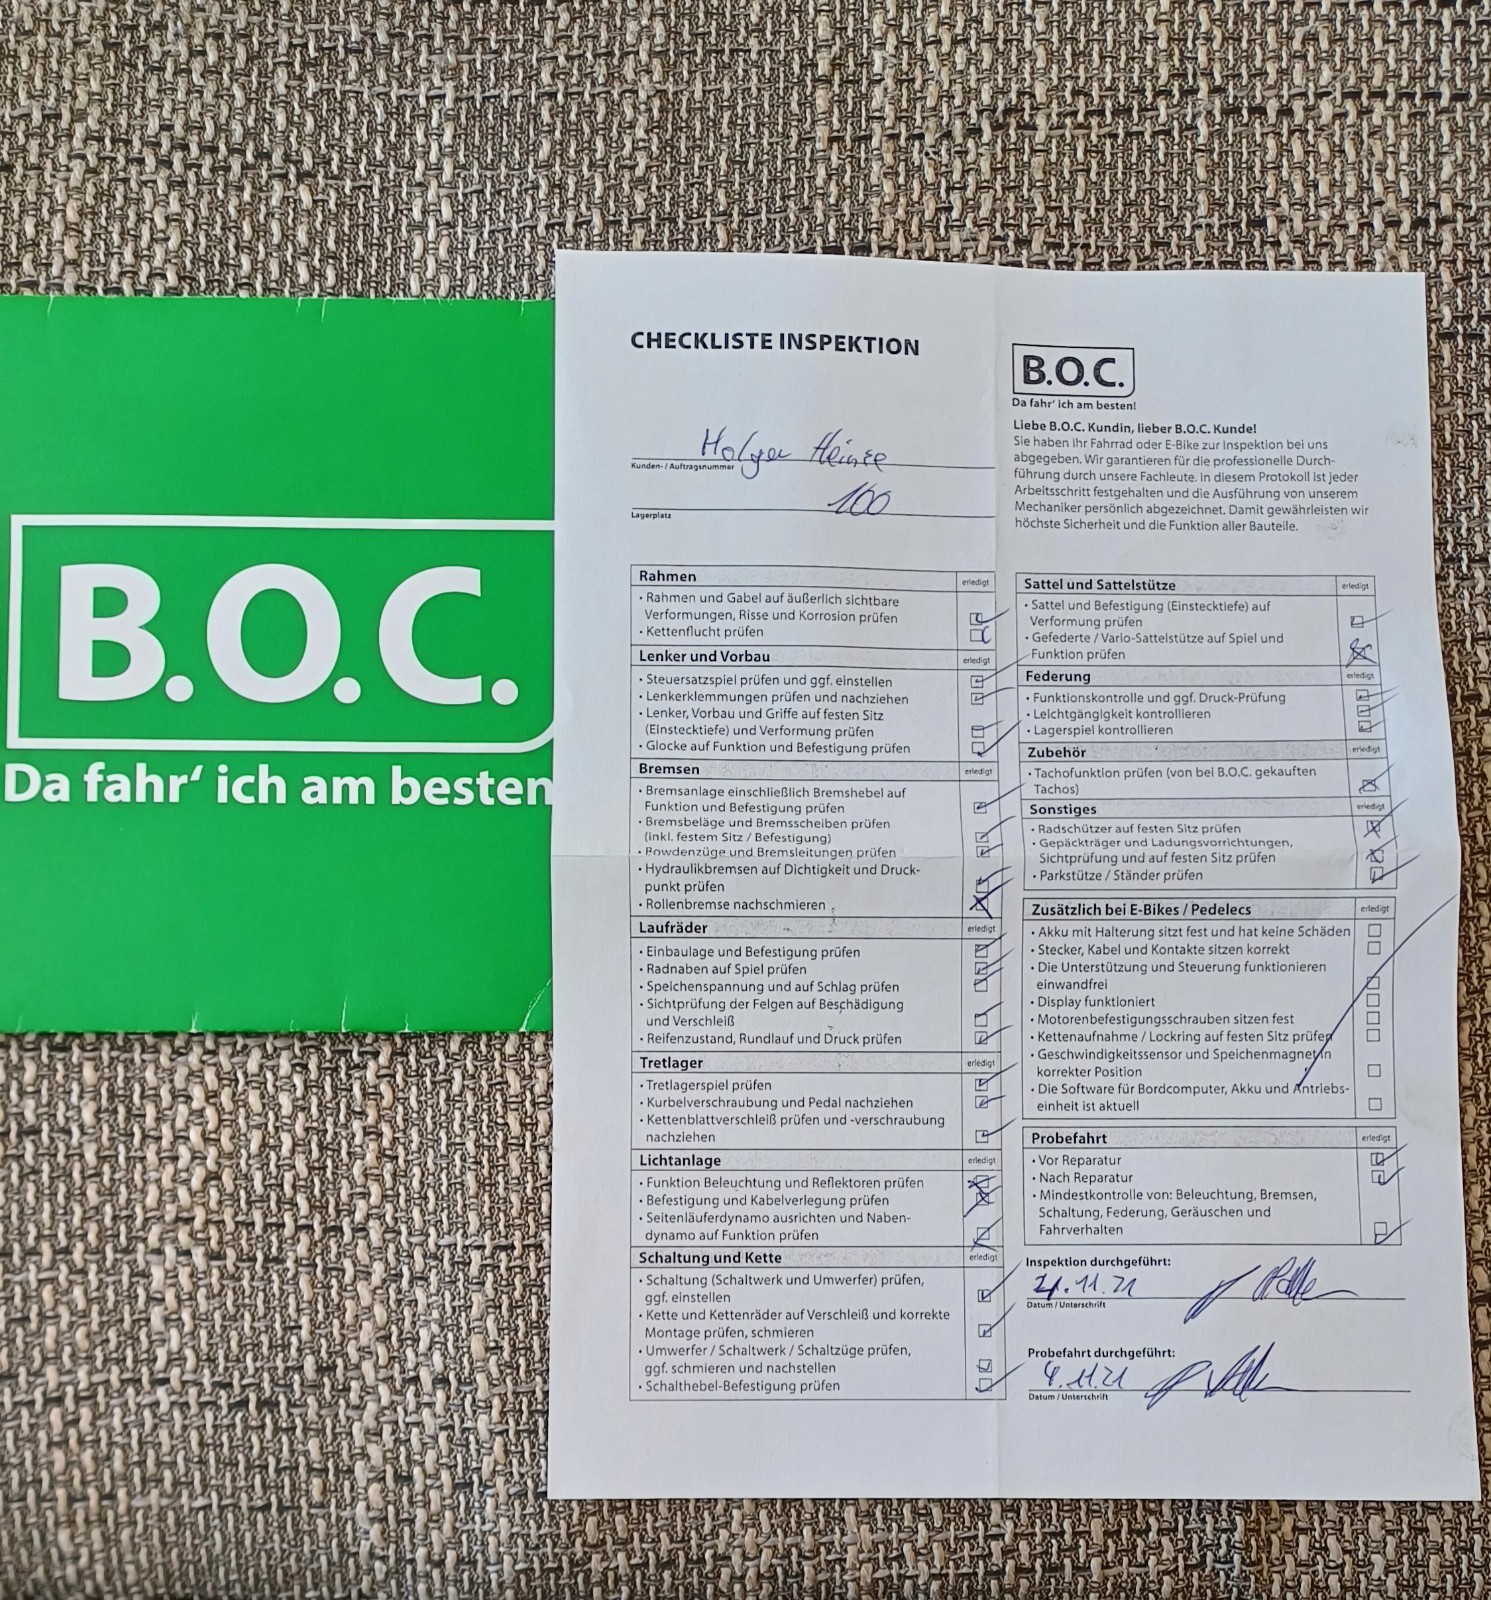 B.O.C.
Da fahr' ich am besten
CHECKLISTE INSPEKTION
Holger Heinze
Kunden- / Auftragsnummer
100
Lagerplatz
Rahmen erledigt
• Rahmen und Gabel auf äußerlich sichtbare
Verformungen, Risse und Korrosion prüfen
• Kettenflucht prüfen
Lenker und Vorbau erledigt
• Steuersatzspiel prüfen und ggf. einstellen
• Lenkerklemmungen prüfen und nachziehen
• Lenker, Vorbau und Griffe auf festen Sitz
(Einstecktiefe) und Verformung prüfen
• Glocke auf Funktion und Befestigung prüfen
Bremsen erledigt
• Bremsanlage einschließlich Bremshebel auf
Funktion und Befestigung prüfen
• Bremsbeläge und Bremsscheiben prüfen
(inkl. festem Sitz / Befestigung)
• Bowdenzüge und Bremsleitungen prüfen
• Hydraulikbremsen auf Dichtigkeit und Druck-
punkt prüfen
• Rollenbremse nachschmieren
Laufräder erledigt
• Einbaulage und Befestigung prüfen
• Radnaben auf Spiel prüfen
• Speichenspannung und auf Schlag prüfen
• Sichtprüfung der Felgen auf Beschädigung
und Verschleiß
• Reifenzustand, Rundlauf und Druck prüfen
Tretlager erledigt
• Tretlagerspiel prüfen
• Kurbelverschraubung und Pedal nachziehen
• Kettenblattverschleiß prüfen und -verschraubung
nachziehen
Lichtanlage erledigt
• Funktion Beleuchtung und Reflektoren prüfen
• Befestigung und Kabelverlegung prüfen
• Seitenläuferdynamo ausrichten und Naben-
dynamo auf Funktion prüfen
Schaltung und Kette erledigt
• Schaltung (Schaltwerk und Umwerfer) prüfen,
ggf. einstellen
• Kette und Kettenräder auf Verschleiß und korrekte
Montage prüfen, schmieren
• Umwerfer / Schaltwerk / Schaltzüge prüfen,
ggf. schmieren und nachstellen
• Schalthebel-Befestigung prüfen
B.O.C.
Da fahr' ich am besten!
Liebe B.O.C. Kundin, lieber B.O.C. Kunde!
Sie haben Ihr Fahrrad oder E-Bike zur Inspektion bei uns
abgegeben. Wir garantieren für die professionelle Durch-
führung durch unsere Fachleute. In diesem Protokoll ist jeder
Arbeitsschritt festgehalten und die Ausführung von unserem
Mechaniker persönlich abgezeichnet. Damit gewährleisten wir
höchste Sicherheit und die Funktion aller Bauteile.
Sattel und Sattelstütze erledigt
• Sattel und Befestigung (Einstecktiefe) auf
Verformung prüfen
• Gefederte / Vario-Sattelstütze auf Spiel und
Funktion prüfen
Federung erledigt
• Funktionskontrolle und ggf. Druck-Prüfung
• Leichtgängigkeit kontrollieren
• Lagerspiel kontrollieren
Zubehör erledigt
• Tachofunktion prüfen (von bei B.O.C. gekauften
Tachos)
Sonstiges erledigt
• Radschützer auf festen Sitz prüfen
• Gepäckträger und Ladungsvorrichtungen,
Sichtprüfung und auf festen Sitz prüfen
• Parkstütze / Ständer prüfen
Zusätzlich bei E-Bikes / Pedelecs erledigt
• Akku mit Halterung sitzt fest und hat keine Schäden
• Stecker, Kabel und Kontakte sitzen korrekt
• Die Unterstützung und Steuerung funktionieren
einwandfrei
• Display funktioniert
• Motorenbefestigungsschrauben sitzen fest
• Kettenaufnahme / Lockring auf festen Sitz prüfen
• Geschwindigkeitssensor und Speichenmagnet in
korrekter Position
• Die Software für Bordcomputer, Akku und Antriebs-
einheit ist aktuell
Probefahrt erledigt
• Vor Reparatur
• Nach Reparatur
• Mindestkontrolle von: Beleuchtung, Bremsen,
Schaltung, Federung, Geräuschen und
Fahrverhalten
Inspektion durchgeführt:
4.11.21
Datum / Unterschrift
Probefahrt durchgeführt:
4.11.21
Datum / Unterschrift